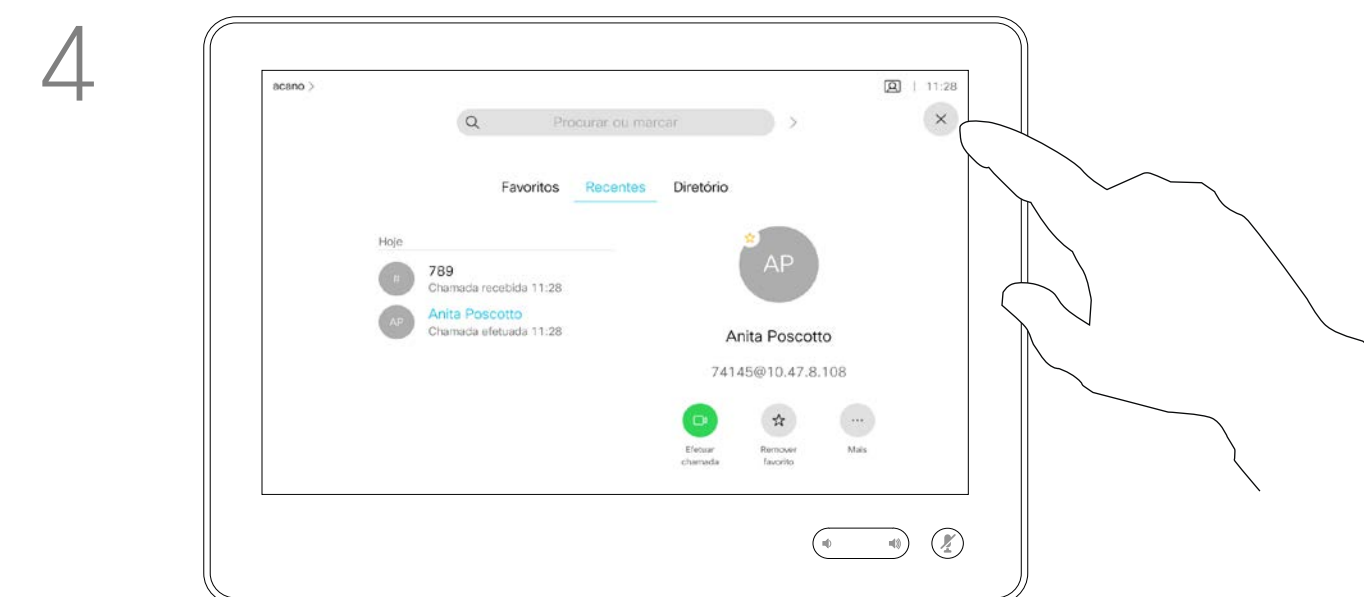 4
acano >
11:28
Procurar ou marcar
Favoritos Recentes Diretório
Hoje
789
Chamada recebida 11:28
AP
Anita Poscotto
Chamada efetuada 11:28
AP
Anita Poscotto
74145@10.47.8.108
Efetuar chamada
Remover favorito
Mais